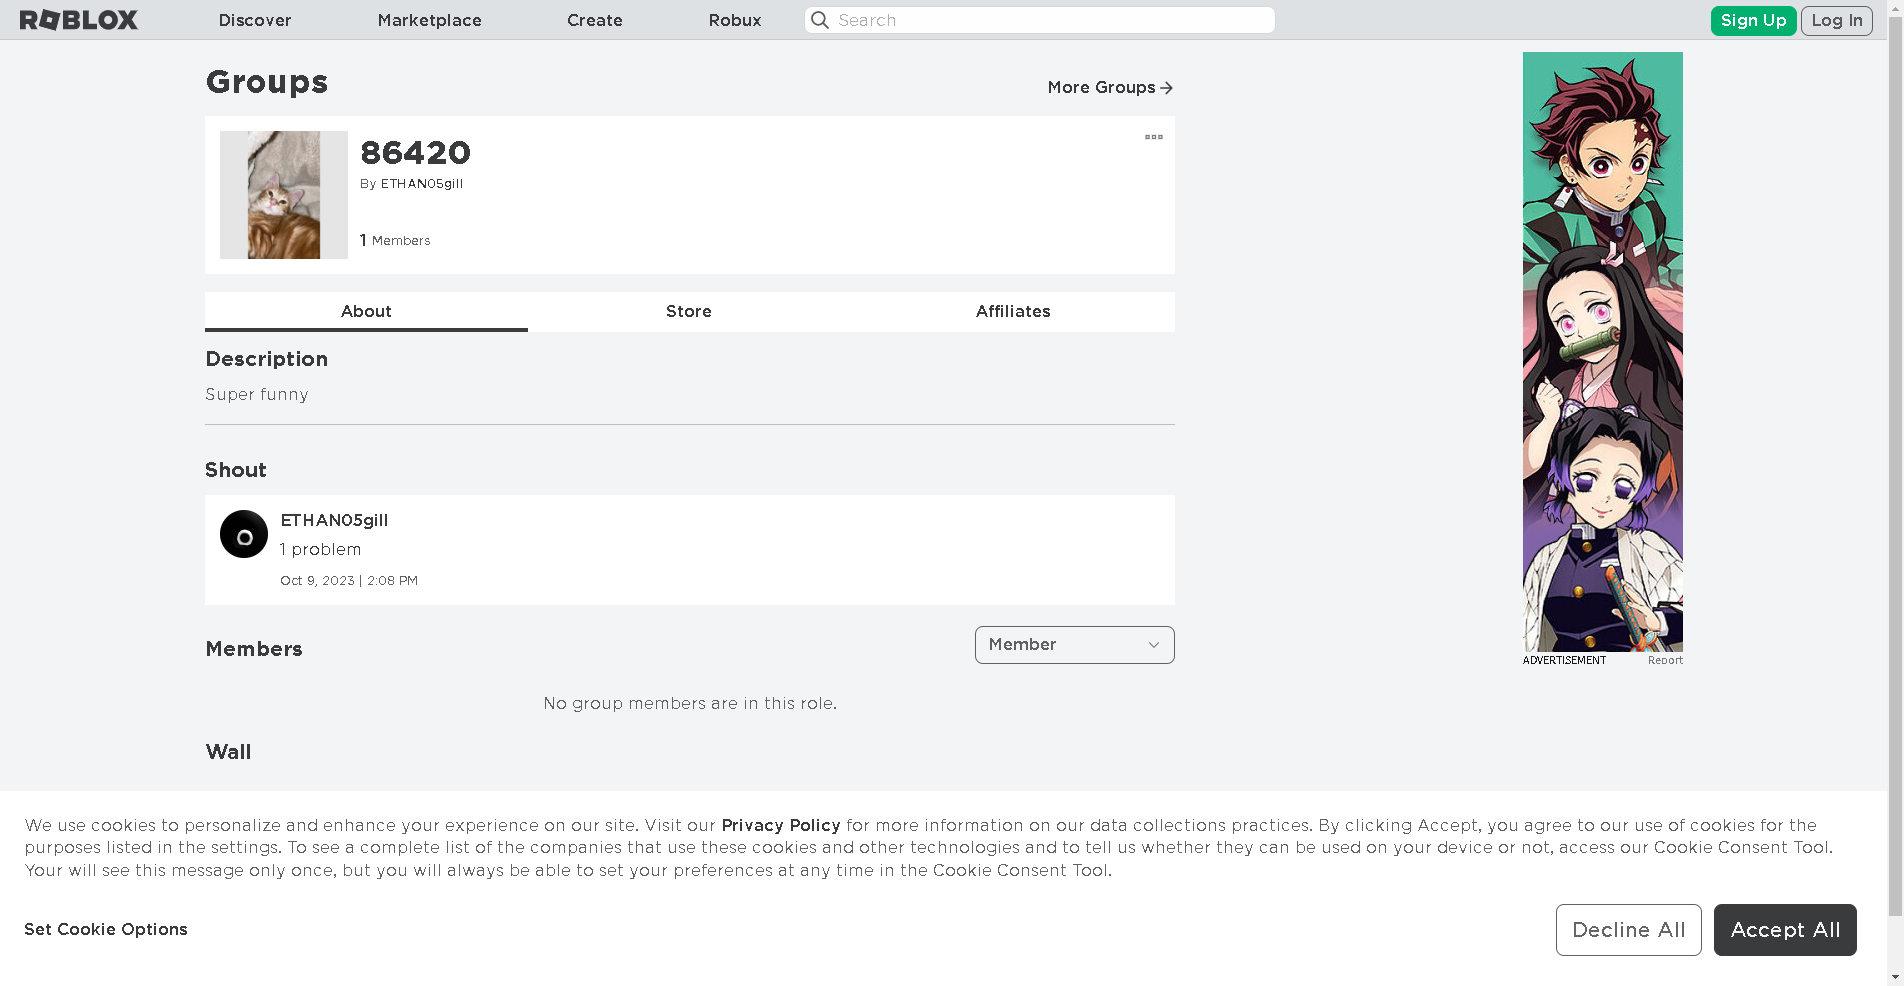 ROBLOX
Discover
Marketplace
Create
Robux
Search
Sign Up
Log In
Groups
More Groups
86420
By ETHAN05gill
1 Members
About
Store
Affiliates
Description
Super funny
Shout
ETHAN05gill
1 problem
Oct 9, 2023 | 2:08 PM
Members
Member
No group members are in this role.
Wall
ADVERTISEMENT
Report
We use cookies to personalize and enhance your experience on our site. Visit our Privacy Policy for more information on our data collections practices. By clicking Accept, you agree to our use of cookies for the
purposes listed in the settings. To see a complete list of the companies that use these cookies and other technologies and to tell us whether they can be used on your device or not, access our Cookie Consent Tool.
Your will see this message only once, but you will always be able to set your preferences at any time in the Cookie Consent Tool.
Set Cookie Options
Decline All
Accept All